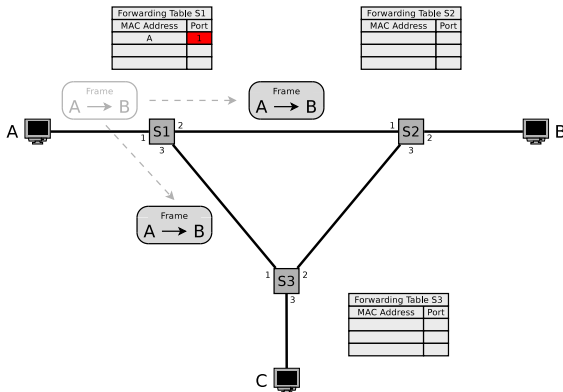 Forwarding Table S1
MAC Address Port
A 1
Forwarding Table S2
MAC Address Port
Frame
A B
Frame
A B
A
1
S1
2
3
1
S2
2
3
B
Frame
A B
1
S3
2
3
Forwarding Table S3
MAC Address Port
C